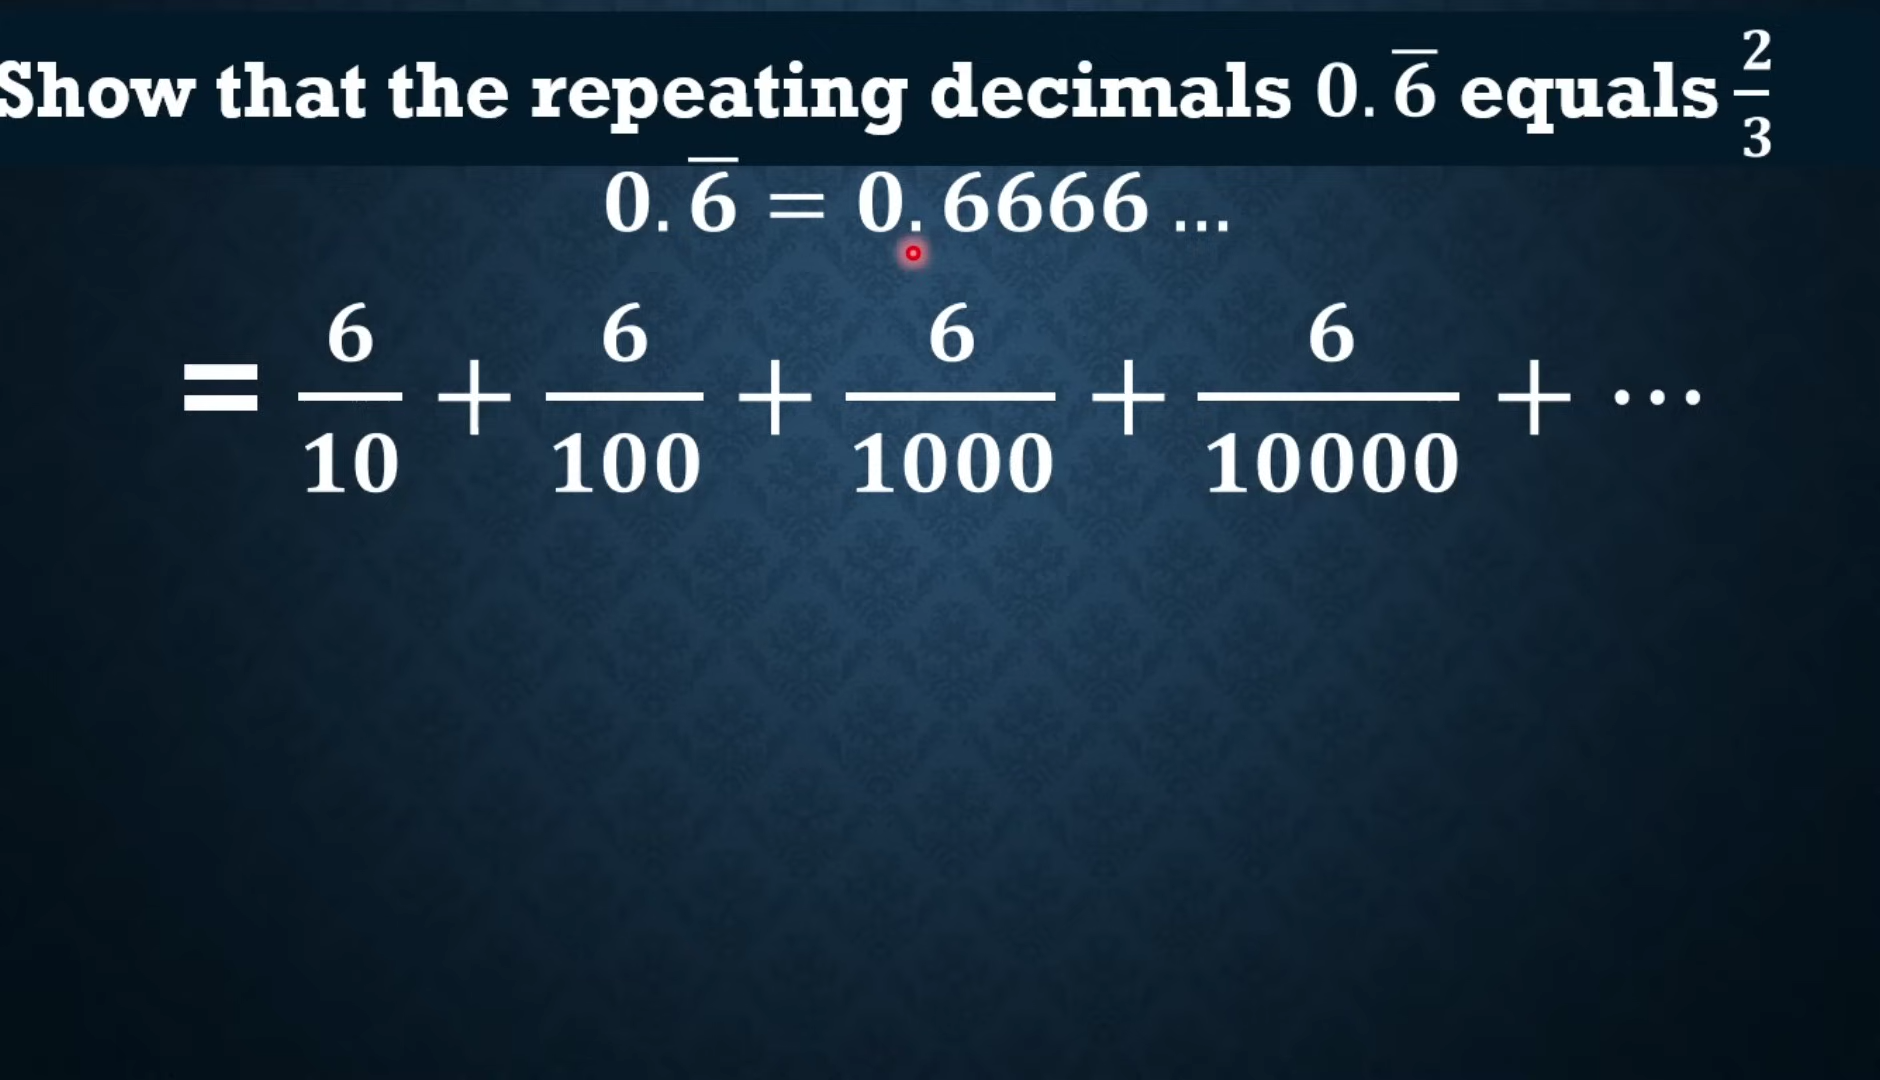 Show that the repeating decimals 0.6̅ equals 2/3
0.6̅ = 0.6666 ...
= 6/10 + 6/100 + 6/1000 + 6/10000 + ⋯